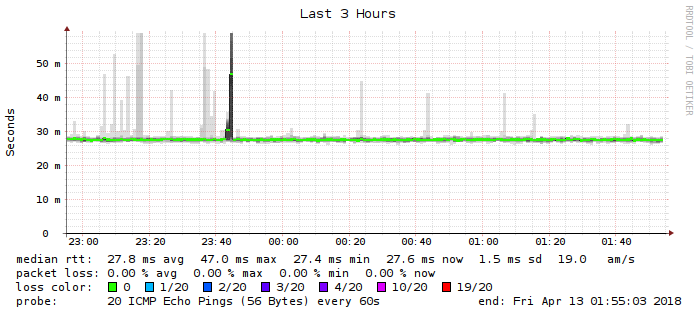 Last 3 Hours
RRDTOOL / TOBI OETIKER
Seconds
50 m
40 m
30 m
20 m
10 m
0
23:00 23:20 23:40 00:00 00:20 00:40 01:00 01:20 01:40
median rtt: 27.8 ms avg 47.0 ms max 27.4 ms min 27.6 ms now 1.5 ms sd 19.0 am/s
packet loss: 0.00 % avg 0.00 % max 0.00 % min 0.00 % now
loss color: 0 1/20 2/20 3/20 4/20 10/20 19/20
probe: 20 ICMP Echo Pings (56 Bytes) every 60s end: Fri Apr 13 01:55:03 2018